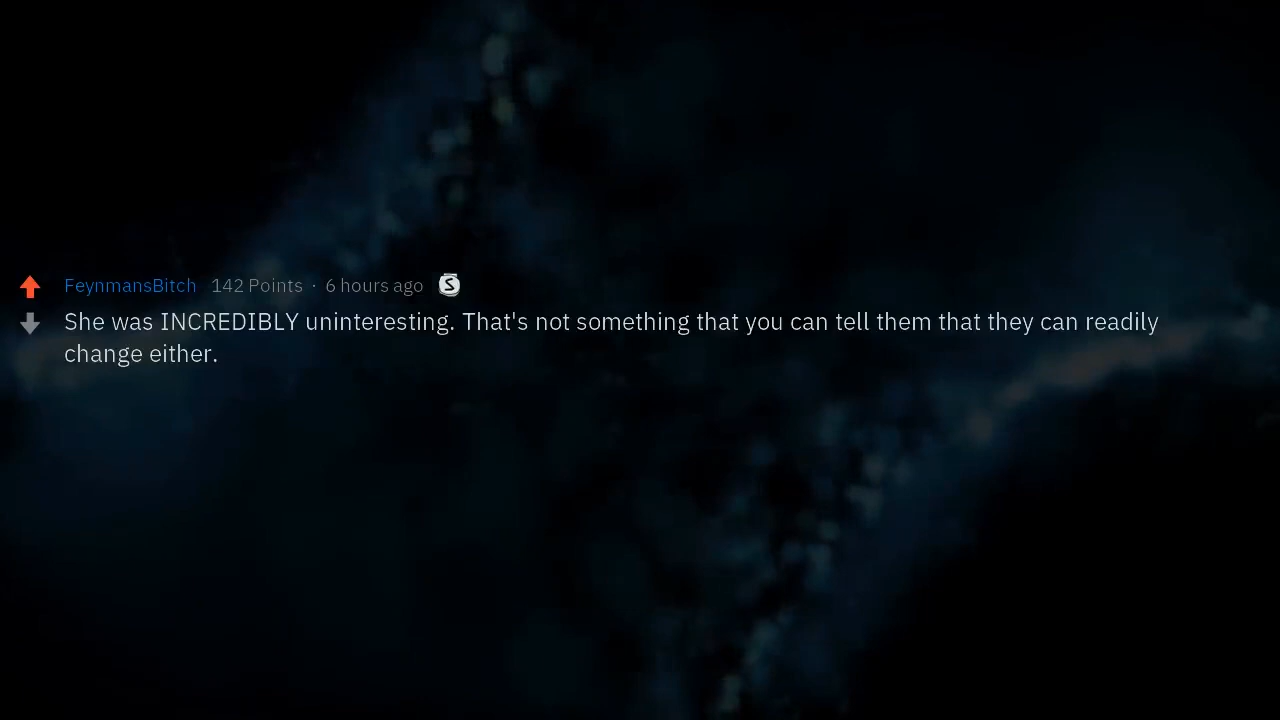 FeynmansBitch 142 Points · 6 hours ago S
She was INCREDIBLY uninteresting. That's not something that you can tell them that they can readily
change either.